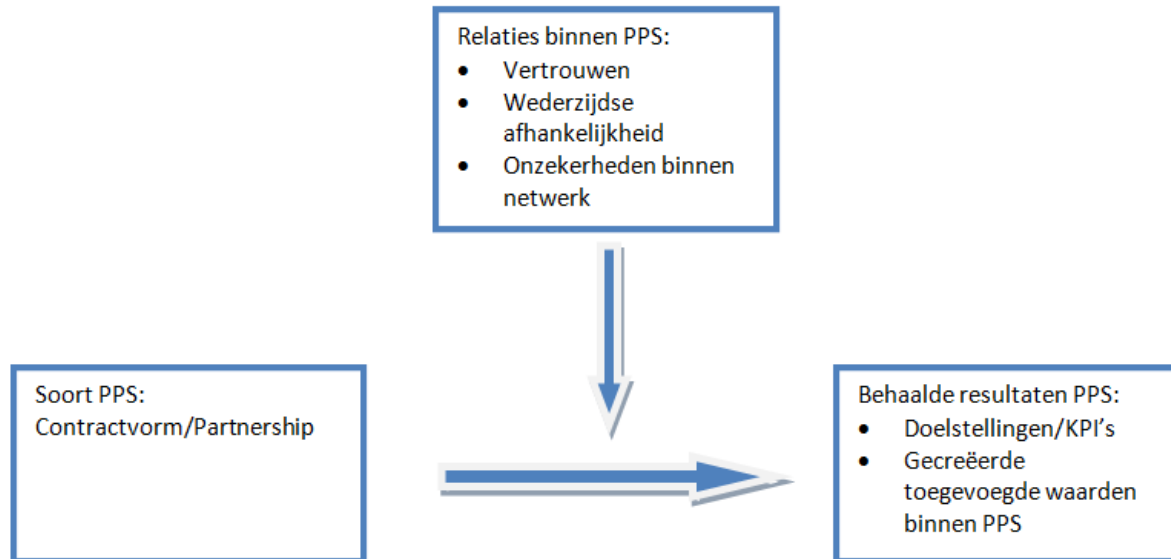 Relaties binnen PPS:
• Vertrouwen
• Wederzijdse
afhankelijkheid
• Onzekerheden binnen
netwerk
Soort PPS:
Contractvorm/Partnership
Behaalde resultaten PPS:
• Doelstellingen/KPI’s
• Gecreëerde
toegevoegde waarden
binnen PPS